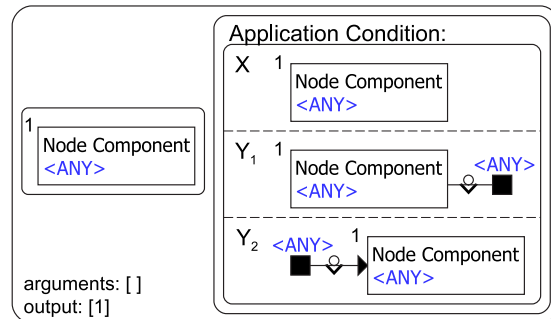 Application Condition:
1
Node Component
<ANY>
X 1
Node Component
<ANY>
Y1 1
Node Component
<ANY>
<ANY>
Y2 <ANY> 1
Node Component
<ANY>
arguments: [ ]
output: [1]